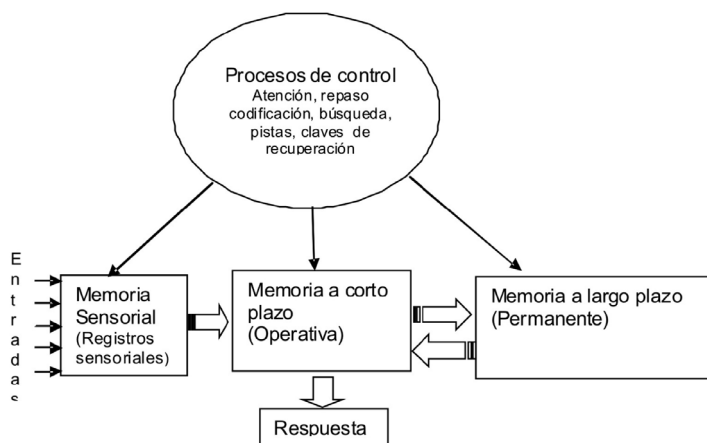 Procesos de control
Atención, repaso
codificación, búsqueda,
pistas, claves de
recuperación
Entradas
Memoria
Sensorial
(Registros
sensoriales)
Memoria a corto
plazo
(Operativa)
Memoria a largo plazo
(Permanente)
Respuesta